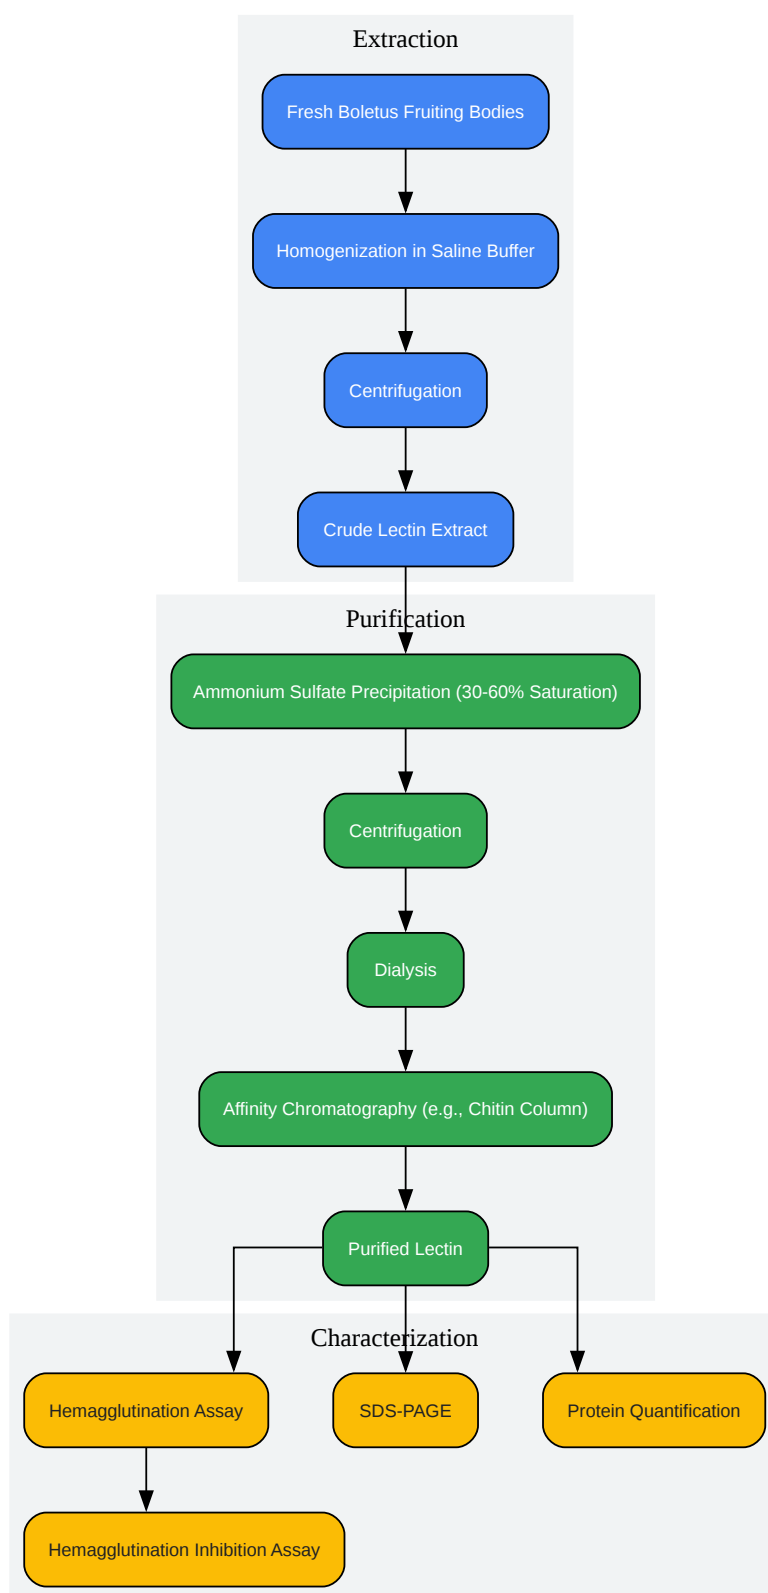 Extraction
Fresh Boletus Fruiting Bodies
Homogenization in Saline Buffer
Centrifugation
Crude Lectin Extract
Purification
Ammonium Sulfate Precipitation (30-60% Saturation)
Centrifugation
Dialysis
Affinity Chromatography (e.g., Chitin Column)
Purified Lectin
Characterization
Hemagglutination Assay
SDS-PAGE
Protein Quantification
Hemagglutination Inhibition Assay